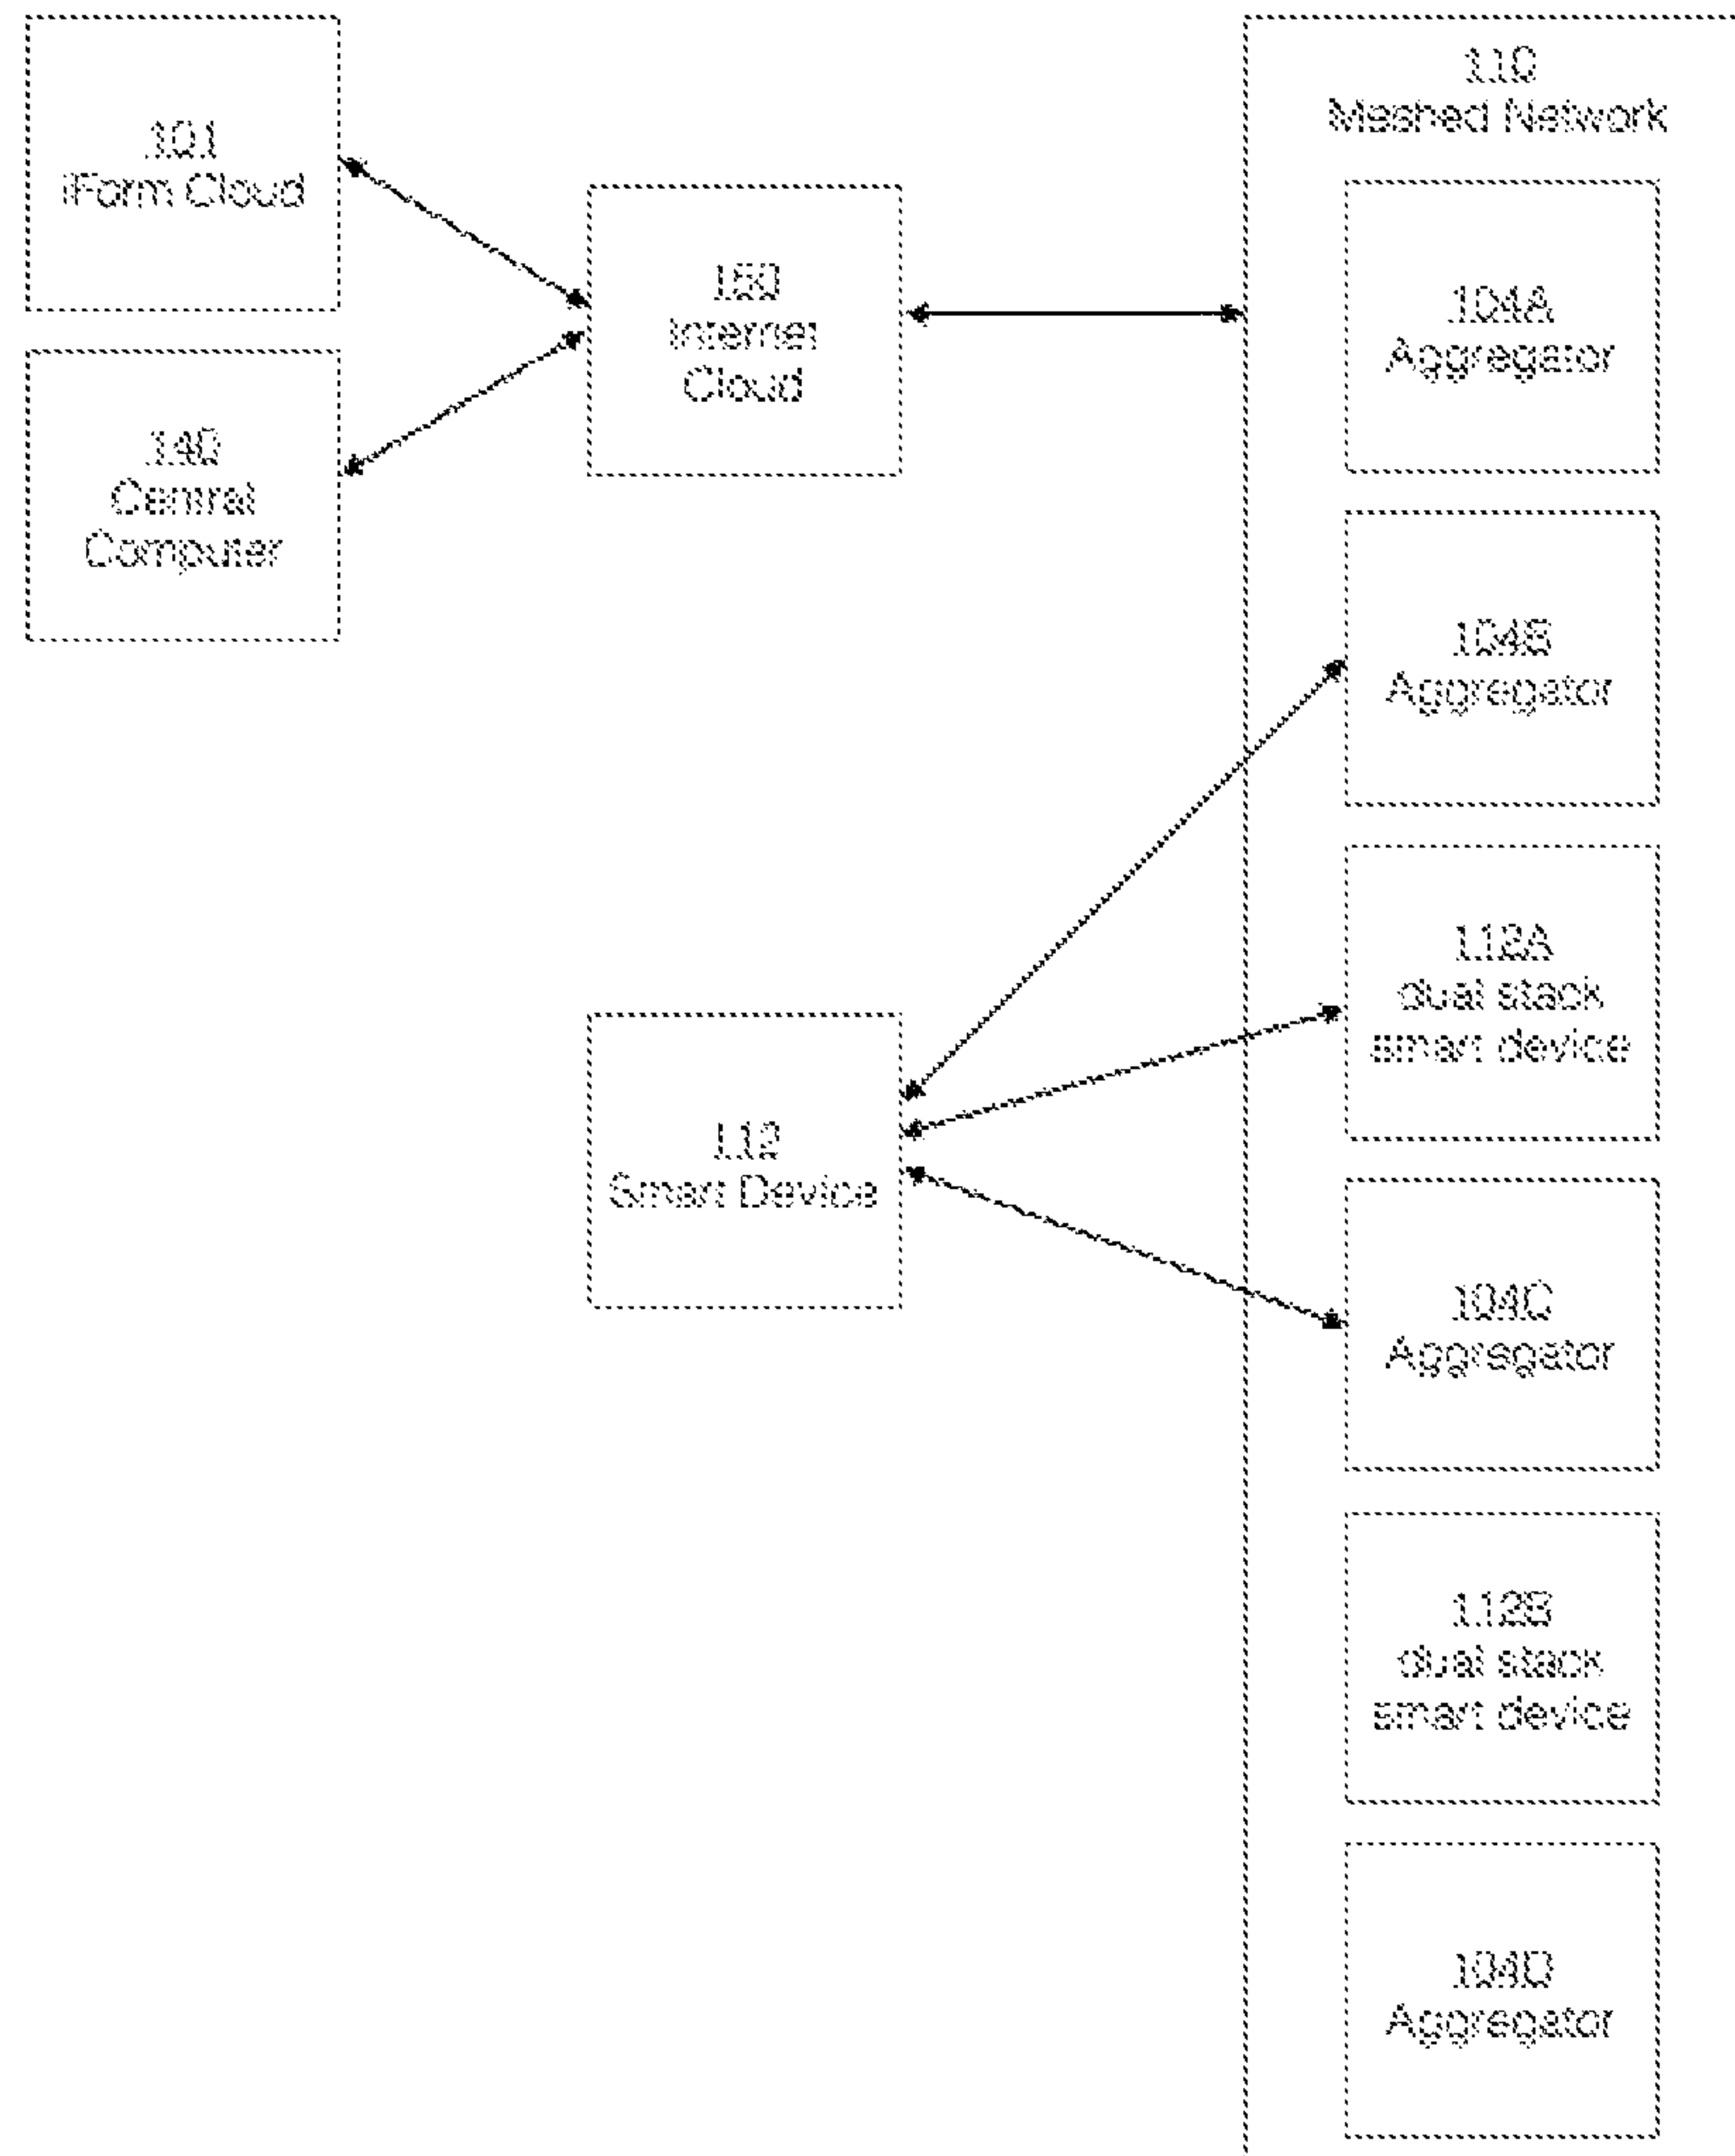 101
iFarm Cloud
140
Central
Computer
150
Internet
Cloud
112
Smart Device
110
Meshed Network
104A
Aggregator
104B
Aggregator
112A
dual stack
smart device
104C
Aggregator
112B
dual stack
smart device
104D
Aggregator